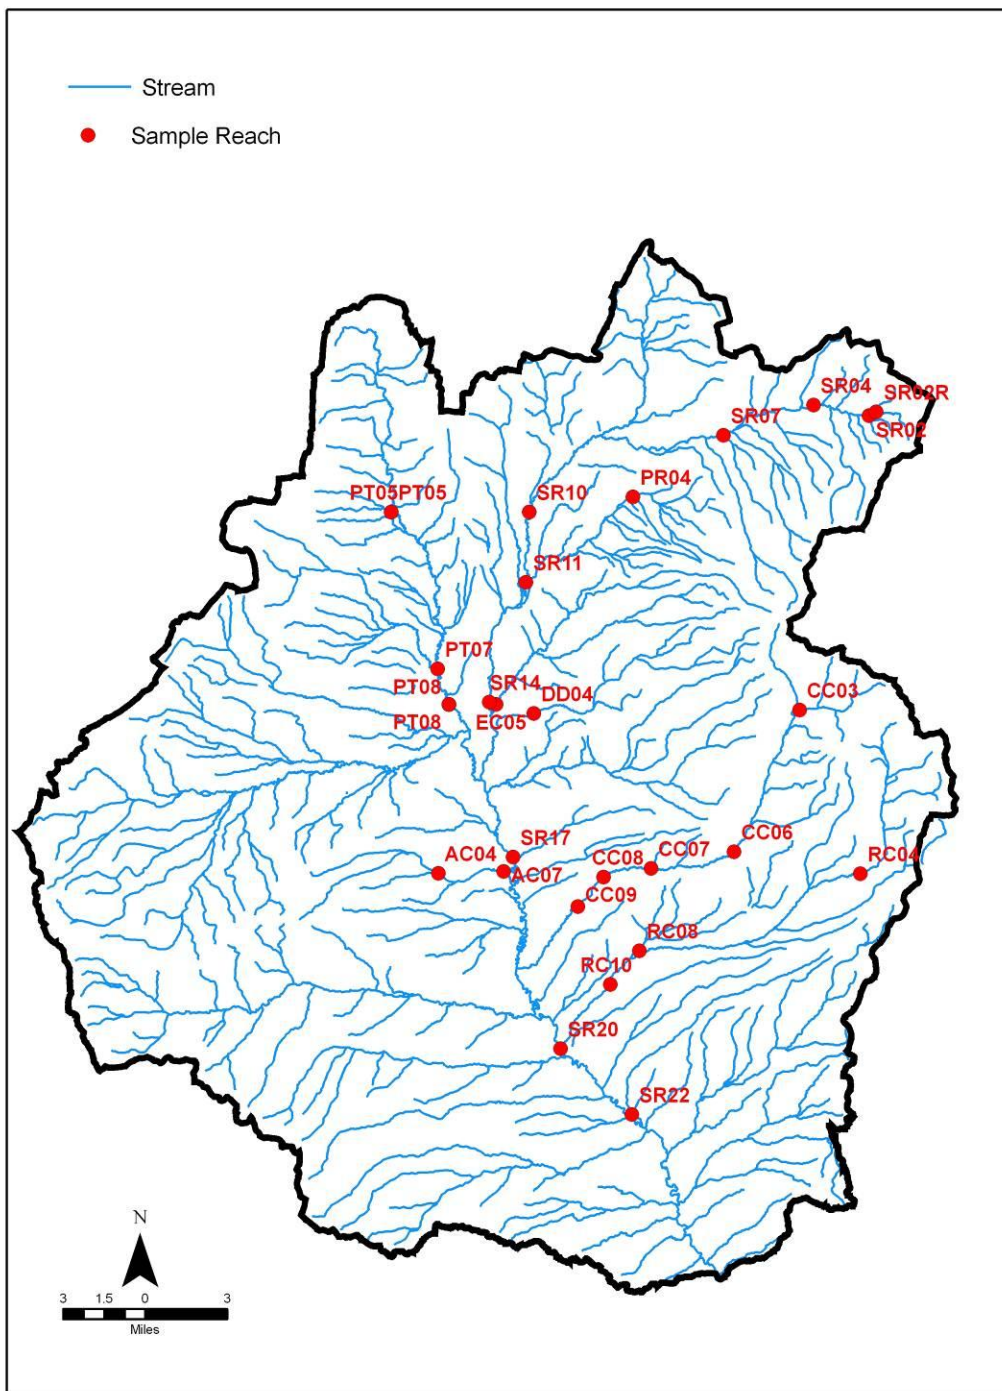 Stream
Sample Reach
SR04
SR02R
SR07
SR02
PT05PT05
SR10
PR04
SR11
PT07
PT08
SR14
DD04
CC03
PT08
EC05
SR17
AC04
AC07
CC08
CC07
CC06
RC04
CC09
RC08
RC10
SR20
SR22
N
3 1.5 0 3
Miles